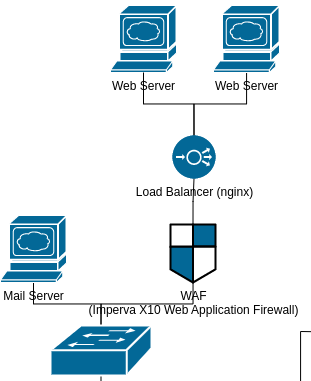 Web Server
Web Server
Load Balancer (nginx)
Mail Server
WAF
(Imperva X10 Web Application Firewall)